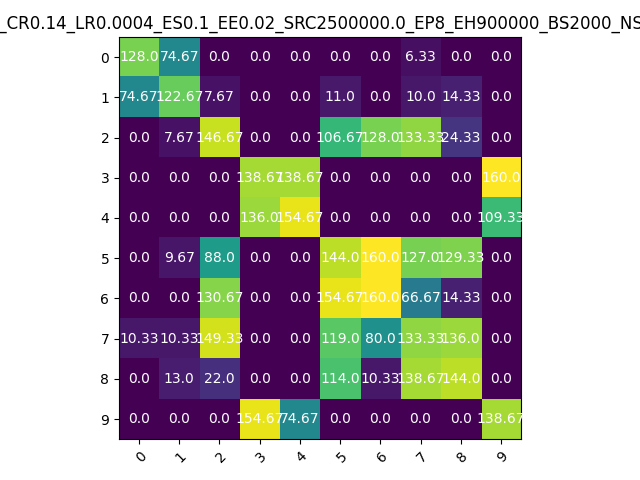 _CR0.14_LR0.0004_ES0.1_EE0.02_SRC2500000.0_EP8_EH900000_BS2000_NS
0 128.0 74.67 0.0 0.0 0.0 0.0 0.0 6.33 0.0 0.0
1 74.67 122.67 7.67 0.0 0.0 11.0 0.0 10.0 14.33 0.0
2 0.0 7.67 146.67 0.0 0.0 106.67 128.0 133.33 24.33 0.0
3 0.0 0.0 0.0 138.67 138.67 0.0 0.0 0.0 0.0 160.0
4 0.0 0.0 0.0 136.0 154.67 0.0 0.0 0.0 0.0 109.33
5 0.0 9.67 88.0 0.0 0.0 144.0 160.0 127.0 129.33 0.0
6 0.0 0.0 130.67 0.0 0.0 154.67 160.0 66.67 14.33 0.0
7 10.33 10.33 149.33 0.0 0.0 119.0 80.0 133.33 136.0 0.0
8 0.0 13.0 22.0 0.0 0.0 114.0 10.33 138.67 144.0 0.0
9 0.0 0.0 0.0 154.67 74.67 0.0 0.0 0.0 0.0 138.67
0 1 2 3 4 5 6 7 8 9